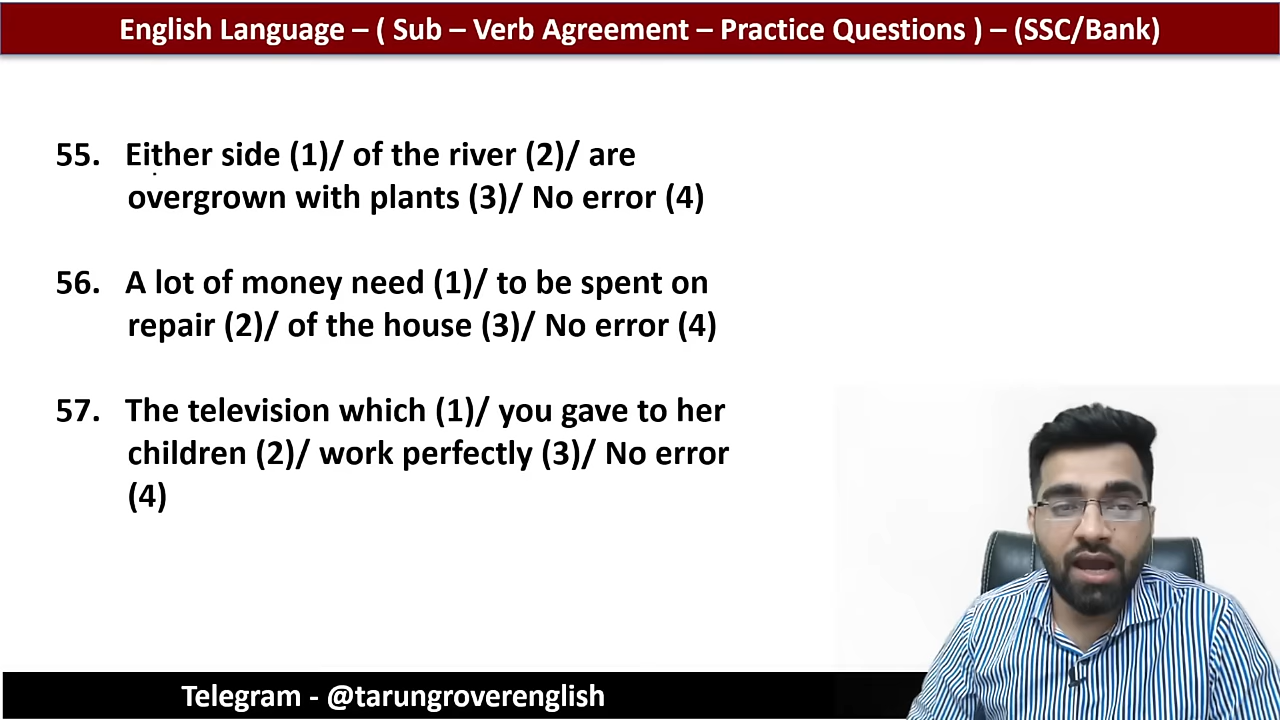 English Language – ( Sub – Verb Agreement – Practice Questions ) – (SSC/Bank)
55. Either side (1)/ of the river (2)/ are
overgrown with plants (3)/ No error (4)
56. A lot of money need (1)/ to be spent on
repair (2)/ of the house (3)/ No error (4)
57. The television which (1)/ you gave to her
children (2)/ work perfectly (3)/ No error
(4)
Telegram - @tarungroverenglish